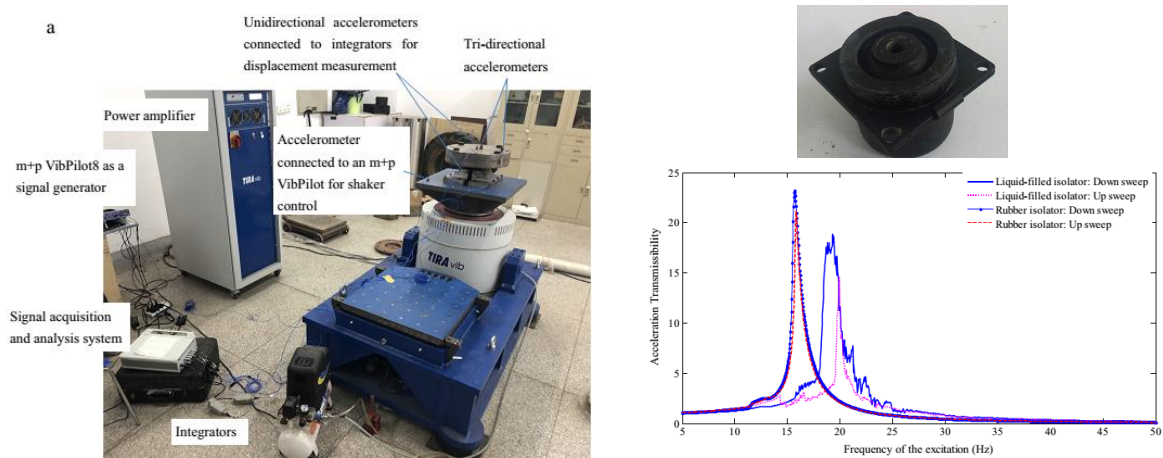 a
Unidirectional accelerometers
connected to integrators for
displacement measurement
Tri-directional
accelerometers
Power amplifier
Accelerometer
connected to an m+p
VibPilot for shaker
control
m+p VibPilot8 as a
signal generator
TIRA vib
TIRA vib
Signal acquisition
and analysis system
Integrators
25
20
15
10
5
0
5
10
15
20
25
30
35
40
45
50
Acceleration Transmissibility
Frequency of the excitation (Hz)
Liquid-filled isolator: Down sweep
Liquid-filled isolator: Up sweep
Rubber isolator: Down sweep
Rubber isolator: Up sweep